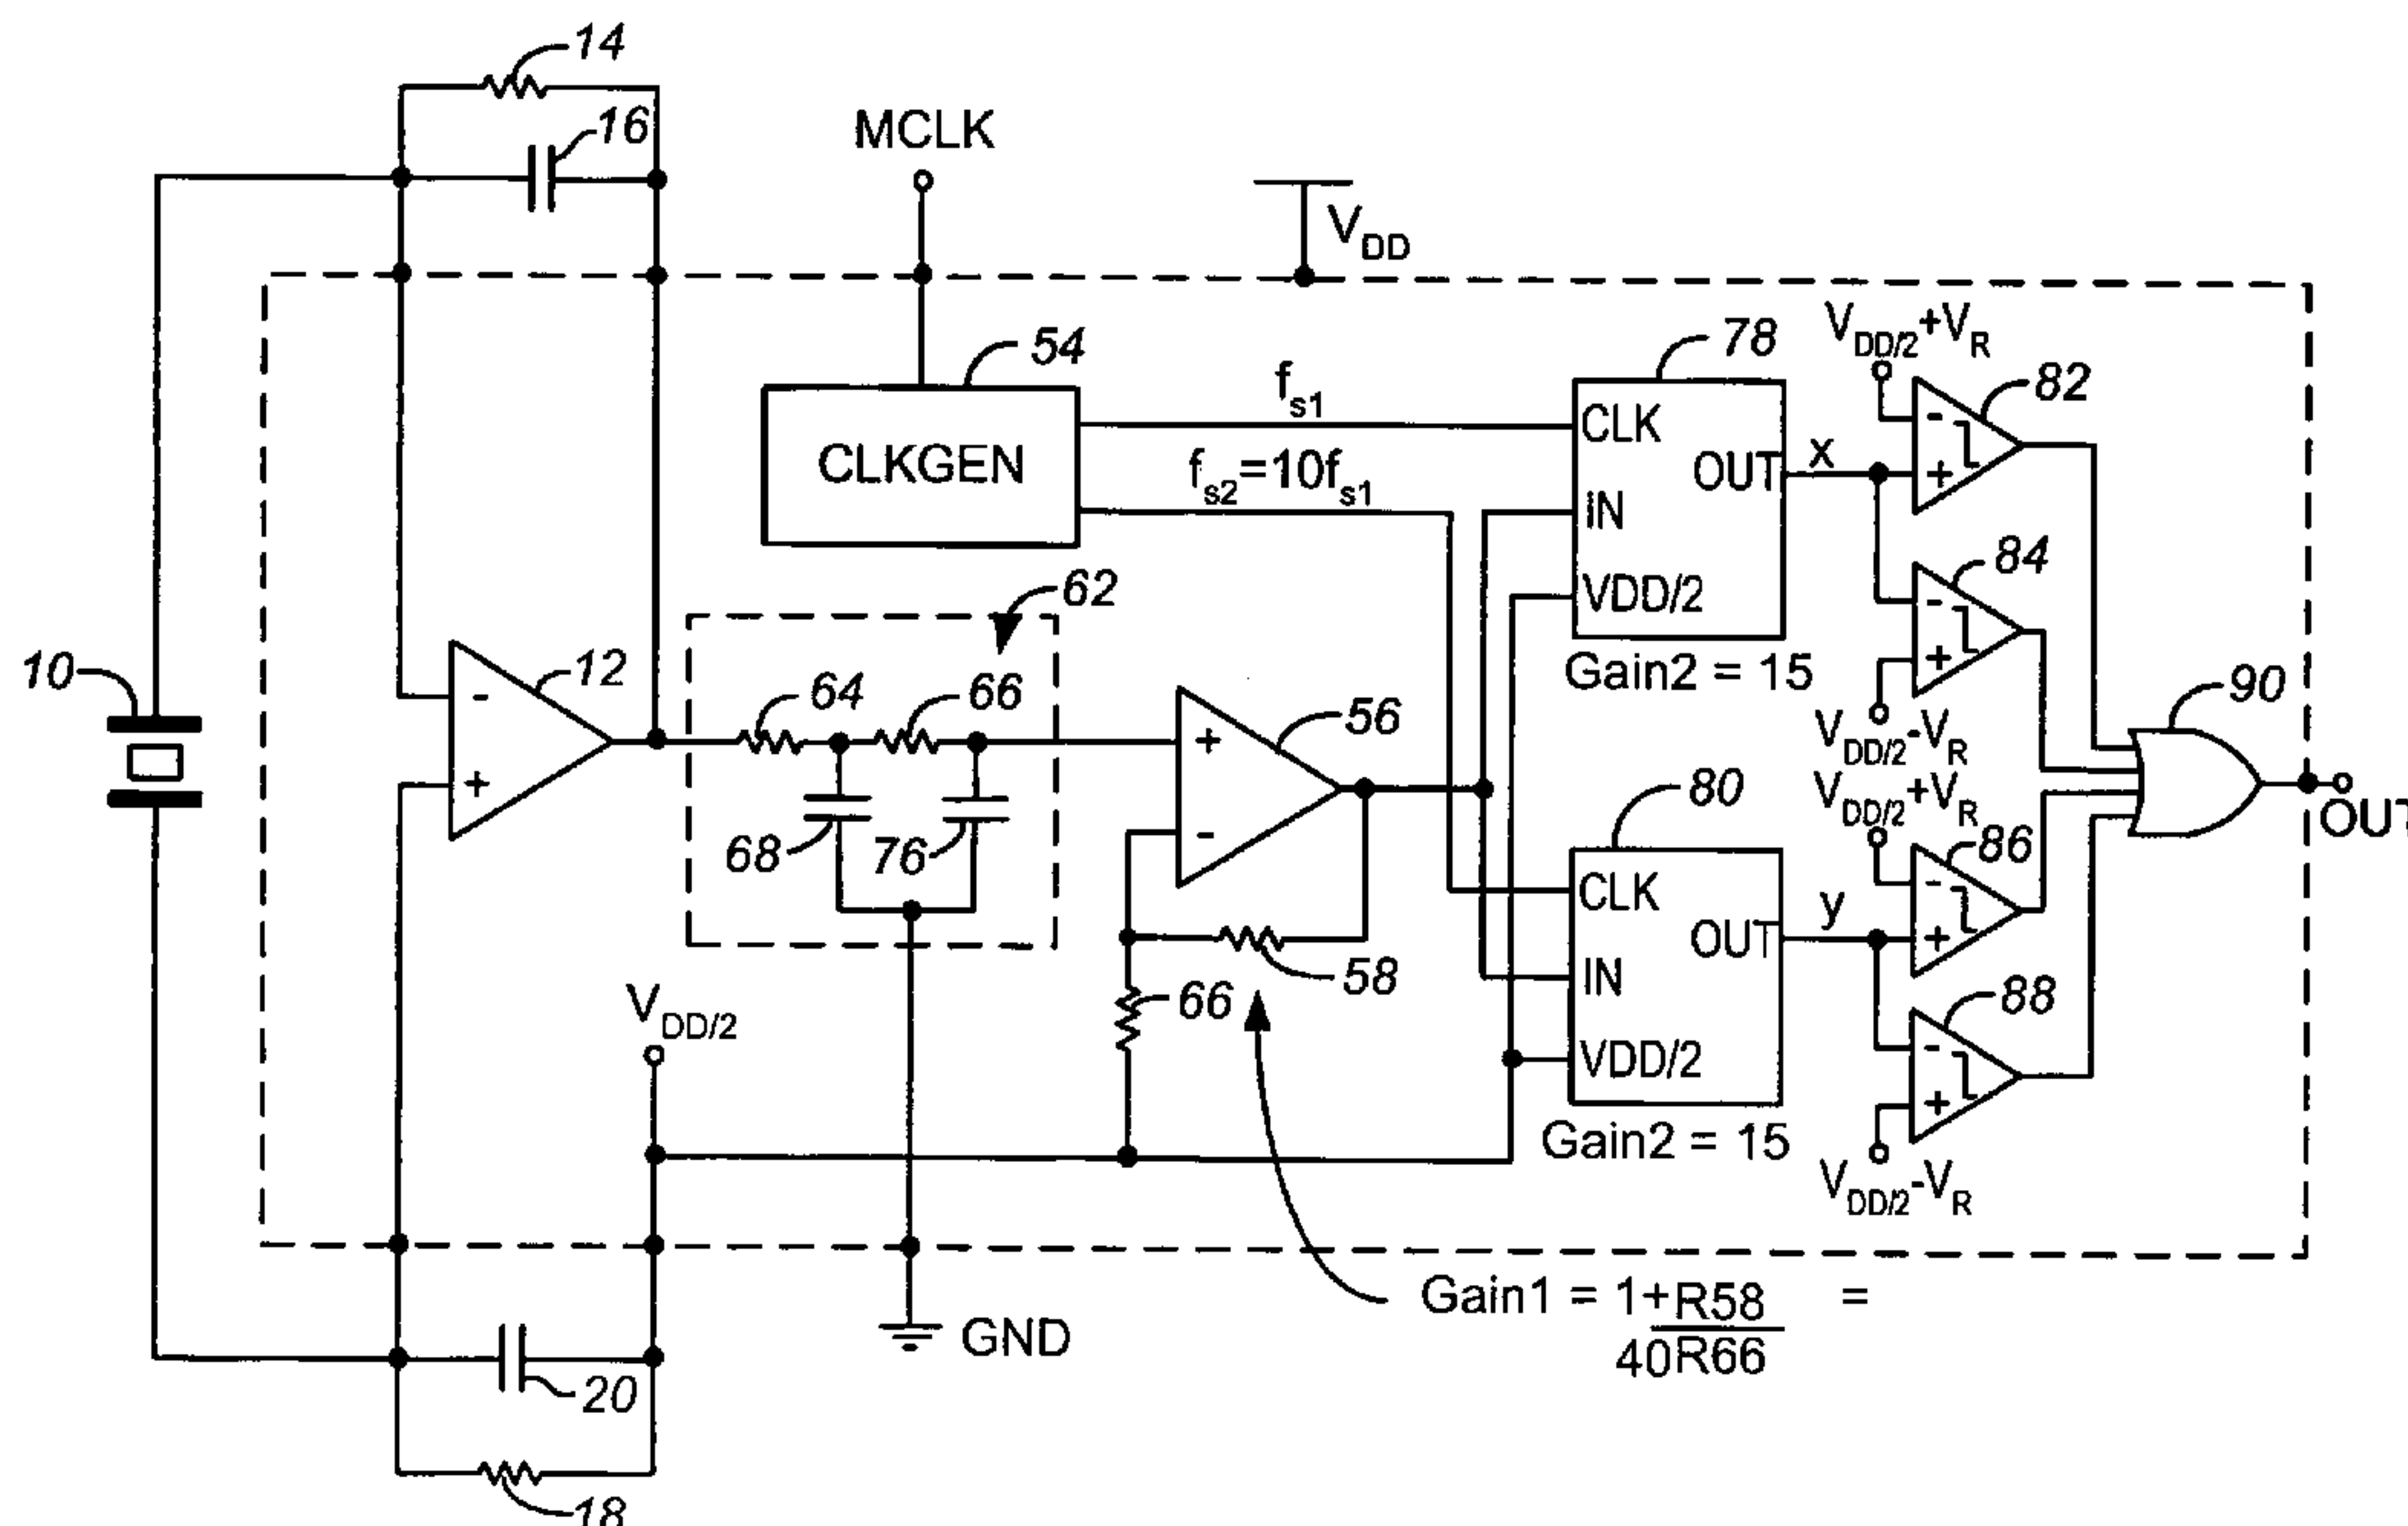 14
16
MCLK
VDD
54
CLKGEN
fs1
fs2=10fs1
78
CLK
IN
VDD/2
OUT
x
Gain2 = 15
VDD/2+VR
82
-
+
84
-
+
VDD/2-VR
10
12
-
+
62
64
66
68
76
56
+
-
58
66
80
CLK
IN
VDD/2
OUT
y
Gain2 = 15
VDD/2+VR
86
-
+
88
-
+
VDD/2-VR
90
OUT
VDD/2
GND
Gain1 = 1+R58 =
40R66
20
18